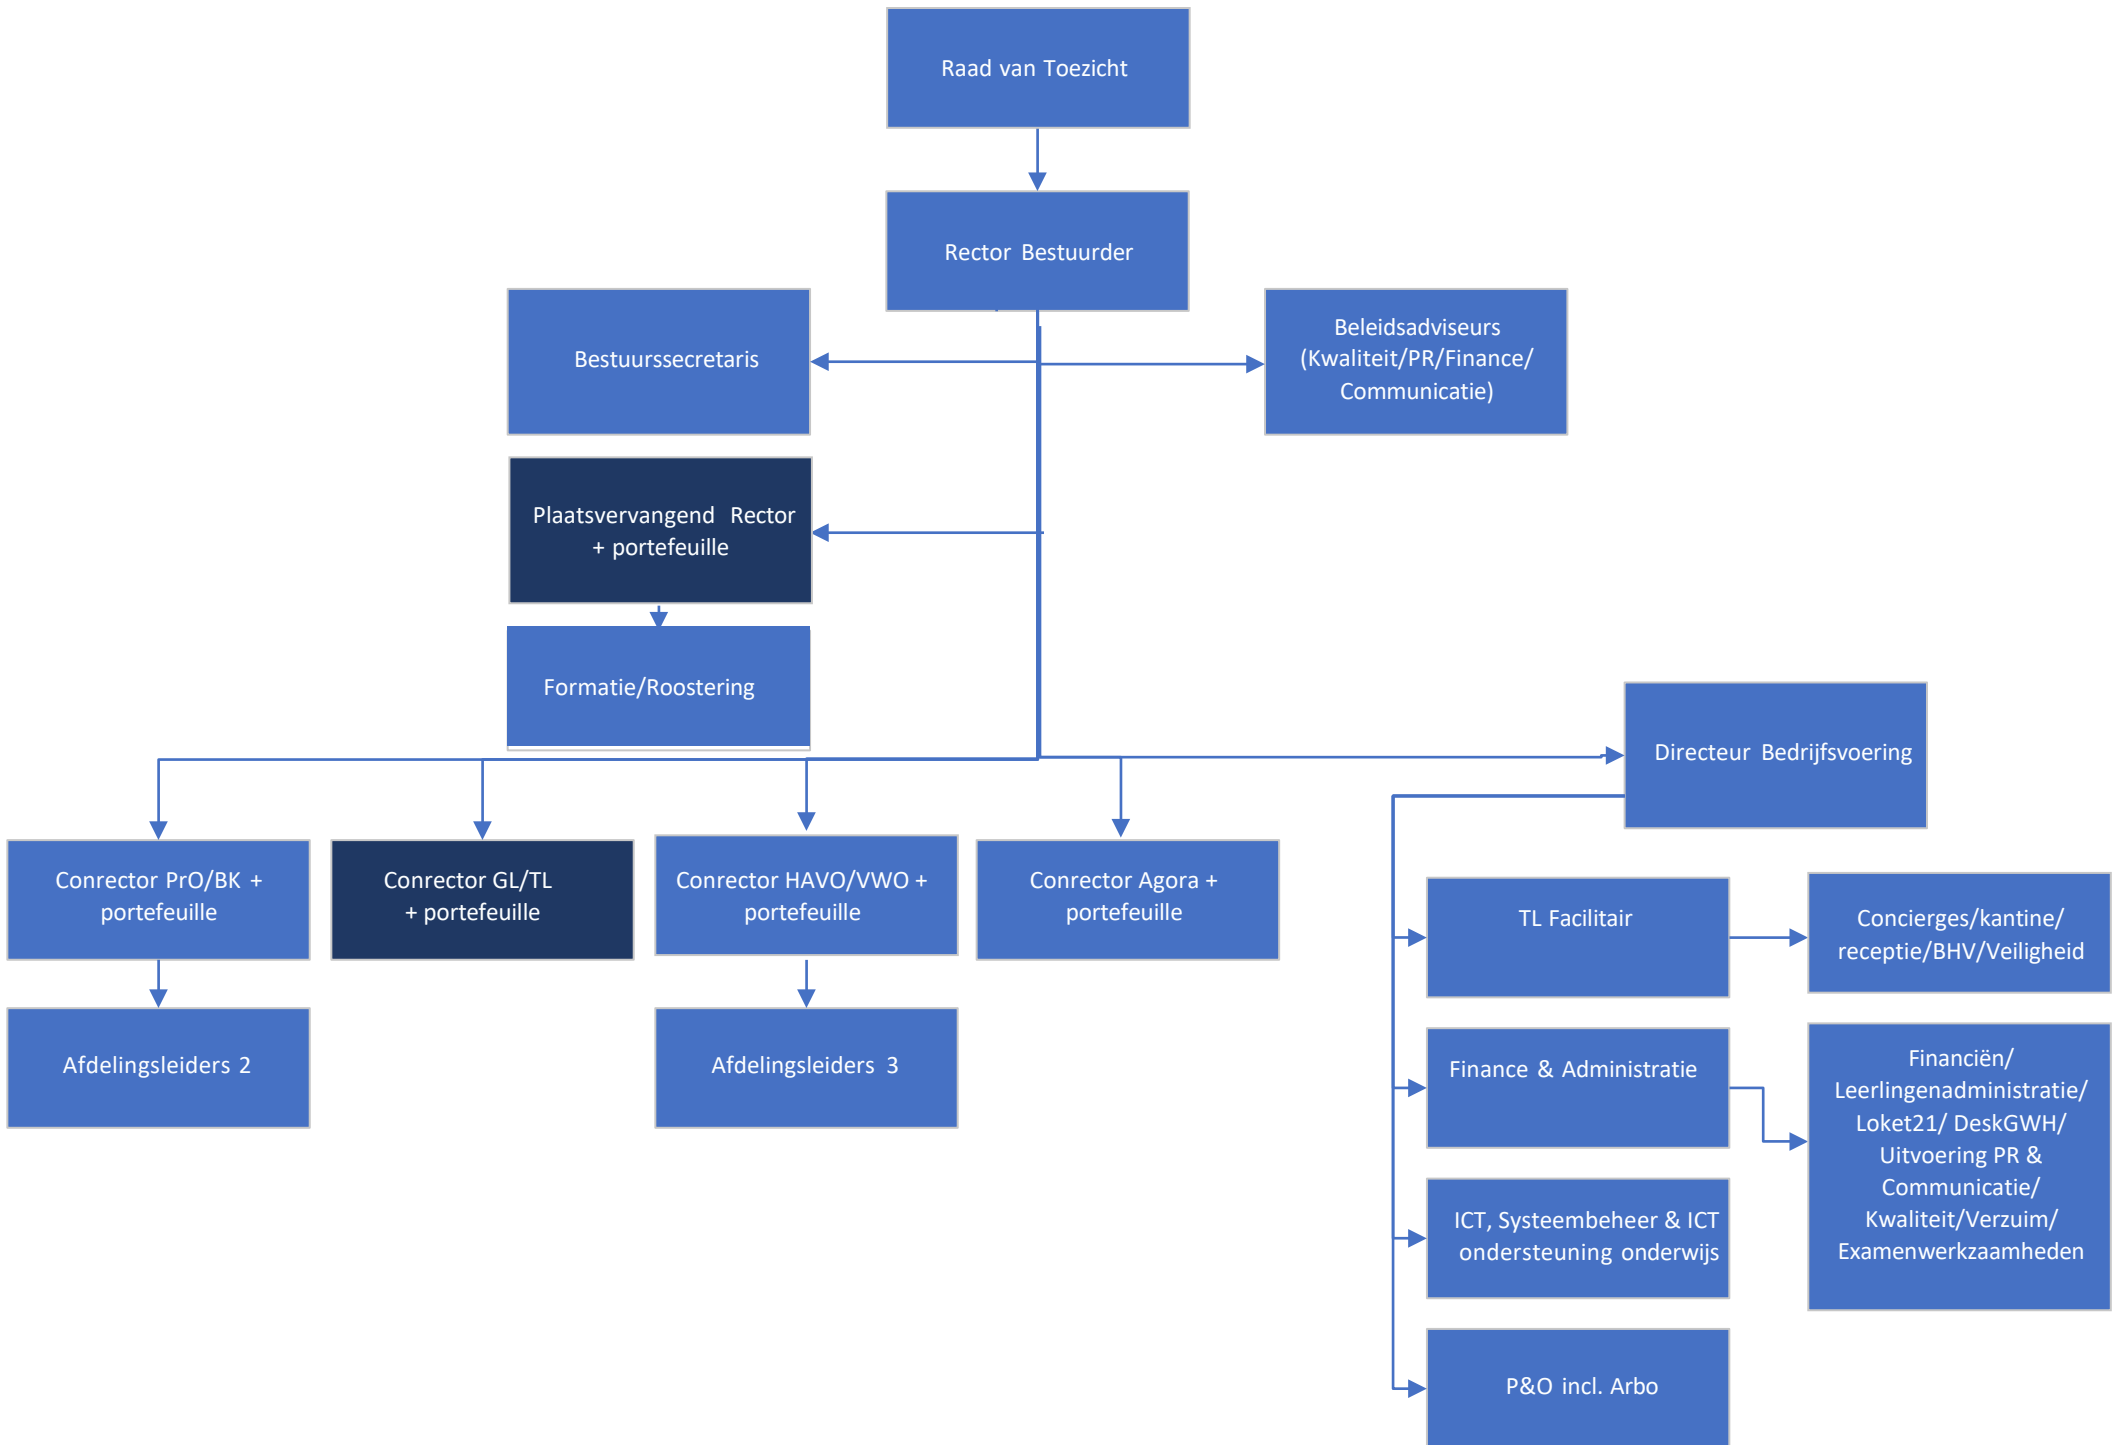 Raad van Toezicht
Rector Bestuurder
Bestuurssecretaris
Beleidsadviseurs
(Kwaliteit/PR/Finance/
Communicatie)
Plaatsvervangend Rector
+ portefeuille
Formatie/Roostering
Directeur Bedrijfsvoering
Conrector PrO/BK +
portefeuille
Conrector GL/TL
+ portefeuille
Conrector HAVO/VWO +
portefeuille
Conrector Agora +
portefeuille
TL Facilitair
Concierges/kantine/
receptie/BHV/Veiligheid
Afdelingsleiders 2
Afdelingsleiders 3
Finance & Administratie
Financiën/
Leerlingenadministratie/
Loket21/ DeskGWH/
Uitvoering PR &
Communicatie/
Kwaliteit/Verzuim/
Examenwerkzaamheden
ICT, Systeembeheer & ICT
ondersteuning onderwijs
P&O incl. Arbo